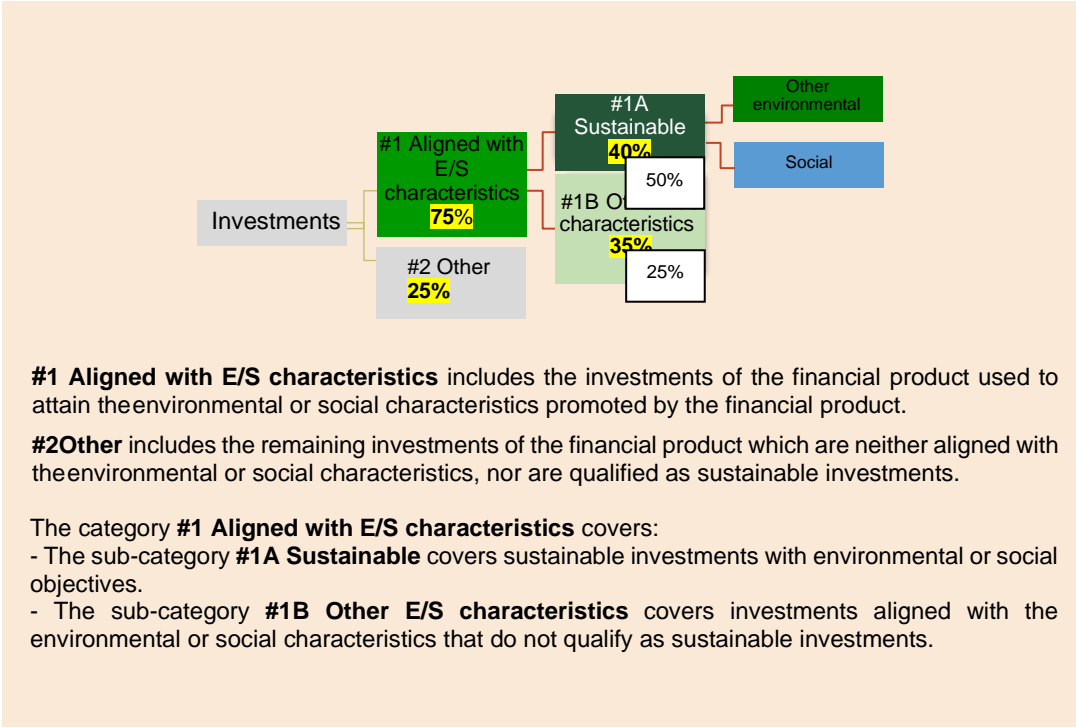 Other
environmental
#1A
Sustainable
40%
50%
Social
#1 Aligned with
E/S
characteristics
75%
#1B
characteristics
35%
25%
Investments
#2 Other
25%
#1 Aligned with E/S characteristics includes the investments of the financial product used to
attain theenvironmental or social characteristics promoted by the financial product.
#2Other includes the remaining investments of the financial product which are neither aligned with
theenvironmental or social characteristics, nor are qualified as sustainable investments.
The category #1 Aligned with E/S characteristics covers:
- The sub-category #1A Sustainable covers sustainable investments with environmental or social
objectives.
- The sub-category #1B Other E/S characteristics covers investments aligned with the
environmental or social characteristics that do not qualify as sustainable investments.